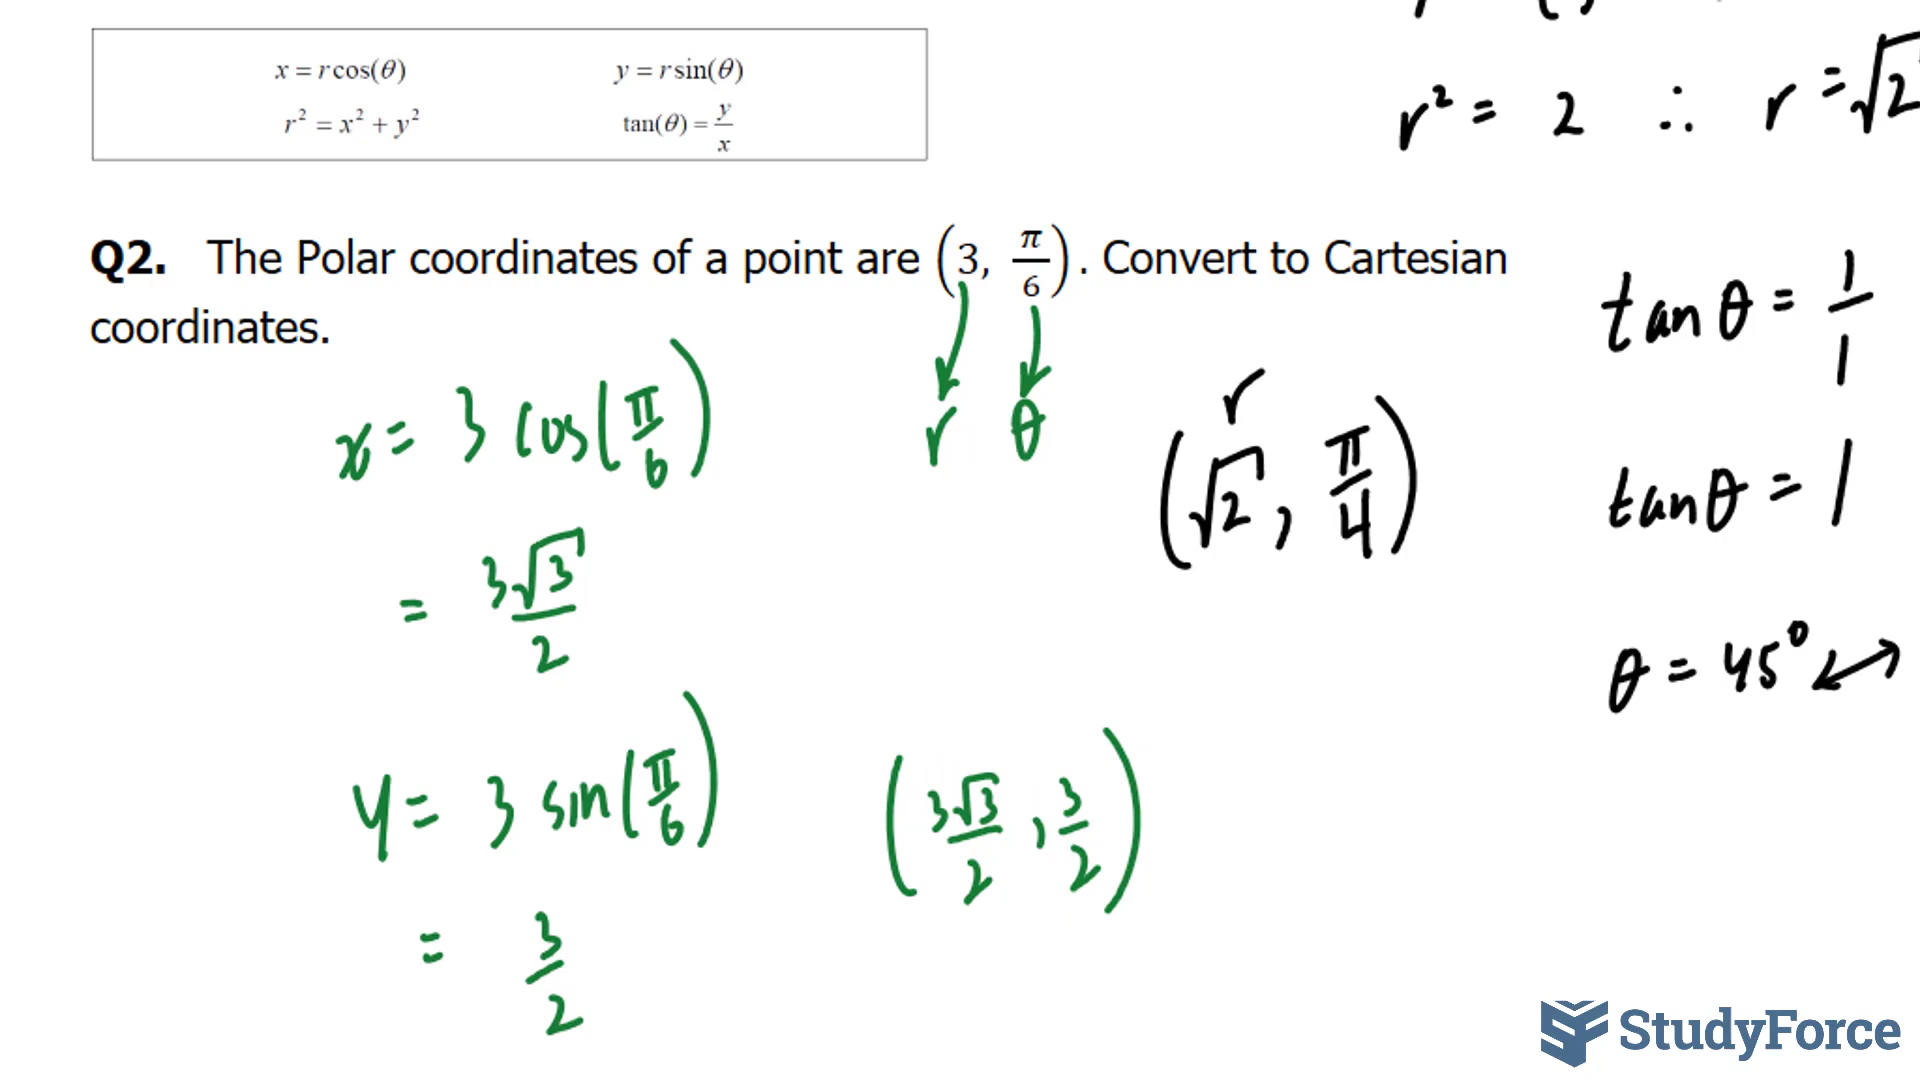 x = r cos(θ) y = r sin(θ)
r² = x² + y² tan(θ) = y/x
r² = 2 ∴ r = √2
Q2. The Polar coordinates of a point are (3, π/6). Convert to Cartesian
coordinates.
r θ
x = 3 cos(π/6)
= 3√3/2
y = 3 sin(π/6)
= 3/2
(3√3/2, 3/2)
r
(√2, π/4)
tan θ = 1/1
tan θ = 1
θ = 45° ↔
StudyForce